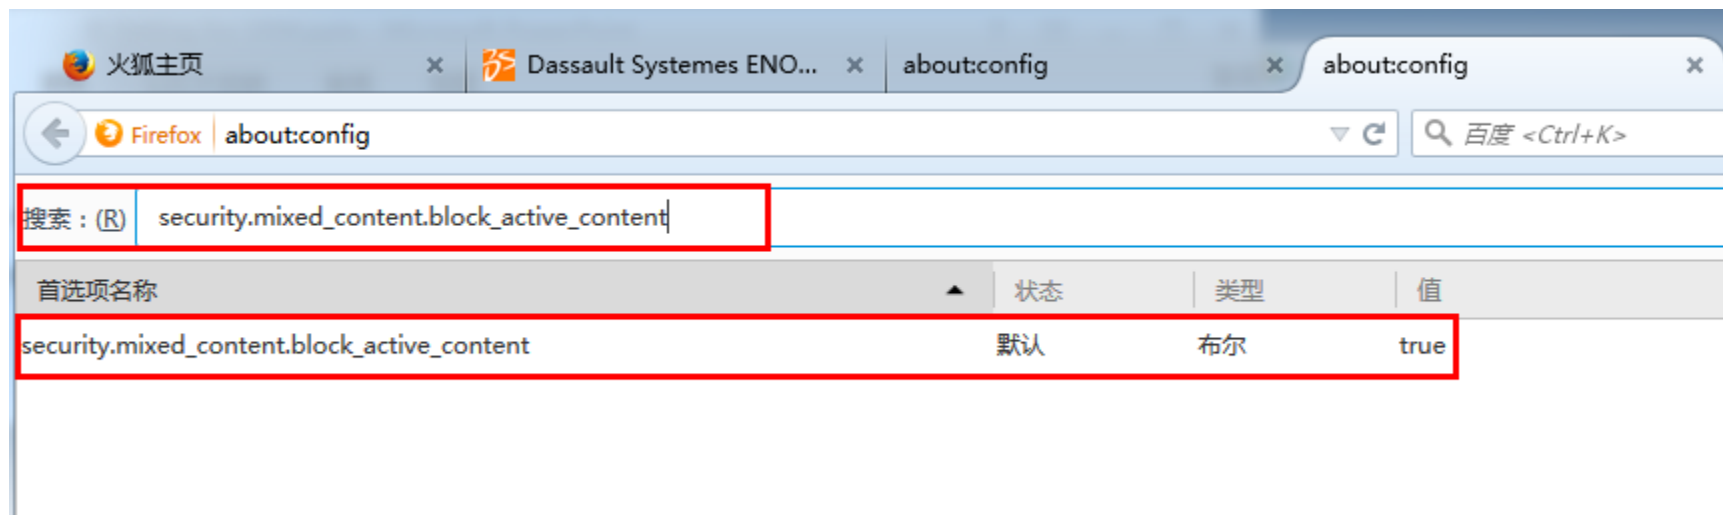 火狐主页 Dassault Systemes ENO... about:config about:config
Firefox about:config 百度 <Ctrl+K>
搜索：(R) security.mixed_content.block_active_content
首选项名称 状态 类型 值
security.mixed_content.block_active_content 默认 布尔 true